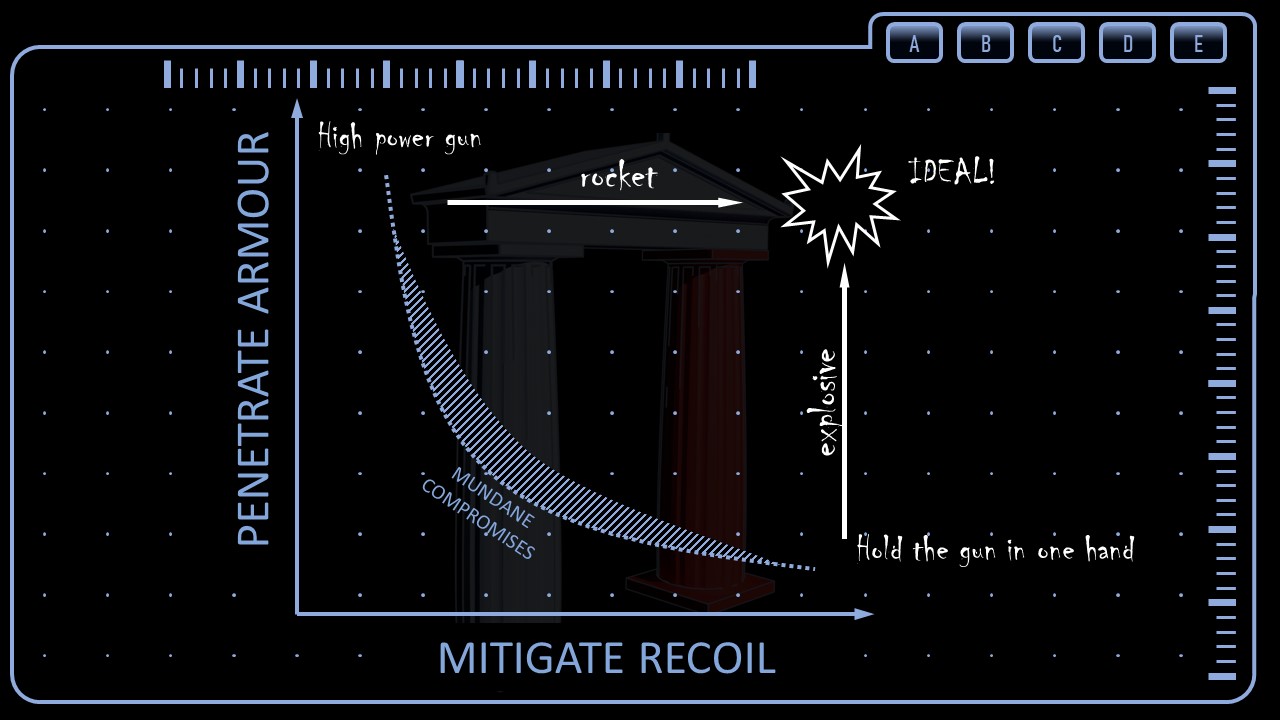 A B C D E
High power gun
rocket
IDEAL!
PENETRATE ARMOUR
explosive
MUNDANE
COMPROMISES
Hold the gun in one hand
MITIGATE RECOIL